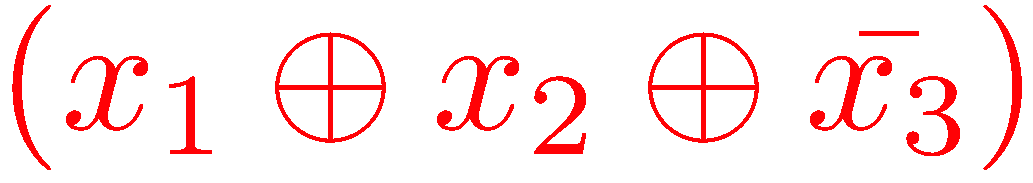 (x₁ ⊕ x₂ ⊕ x̄₃)